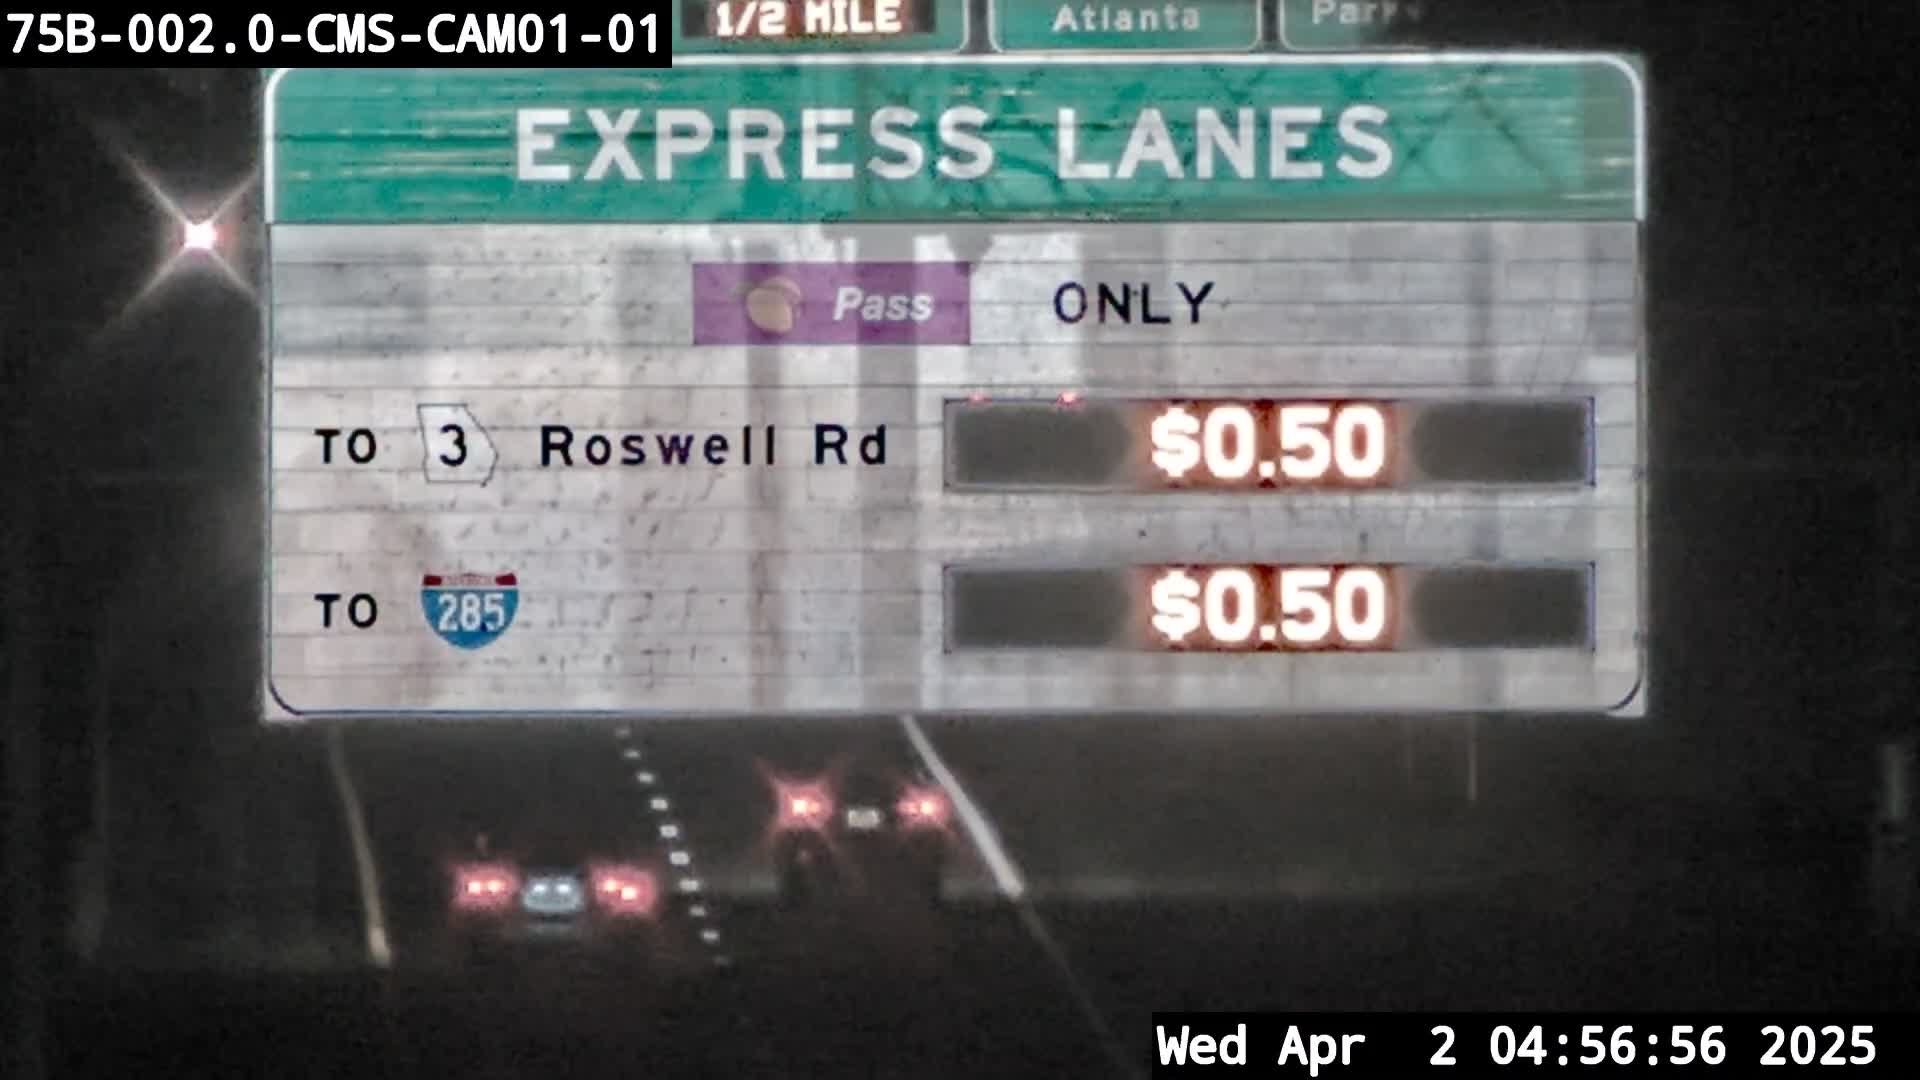 75B-002.0-CMS-CAM01-01
1/2 MILE
Atlanta
EXPRESS LANES
Pass ONLY
TO 3 Roswell Rd $0.50
TO 285 $0.50
Wed Apr 2 04:56:56 2025